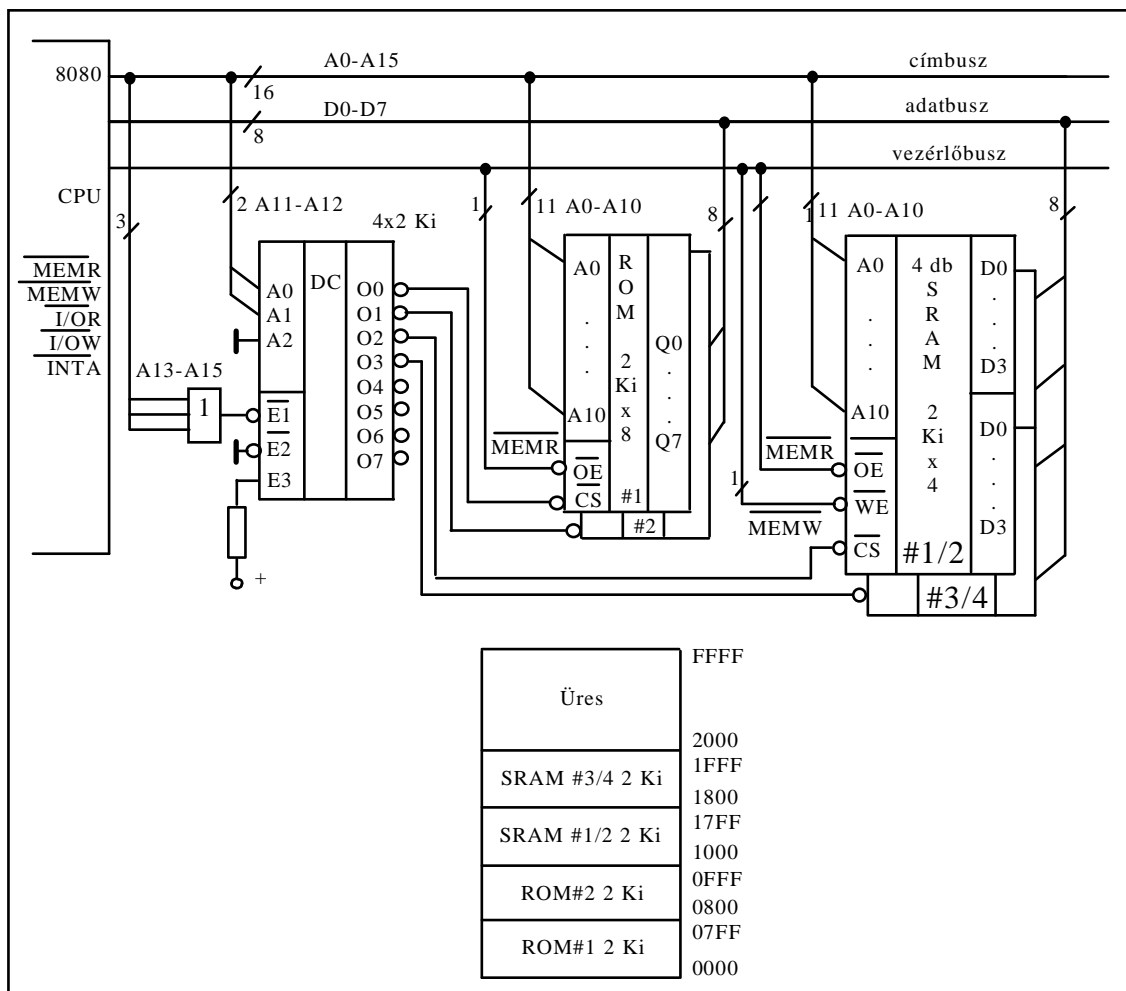 8080
A0-A15
16
címbusz
D0-D7
8
adatbusz
vezérlőbusz
CPU
3
2 A11-A12
4x2 Ki
1
11 A0-A10
8
1
11 A0-A10
8
MEMR
MEMW
I/OR
I/OW
INTA
A13-A15
1
A0
A1
A2
E1
E2
E3
DC
O0
O1
O2
O3
O4
O5
O6
O7
+
A0
.
.
.
A10
OE
CS
MEMR
R
O
M
2
Ki
x
8
#1
Q0
.
.
.
Q7
#2
A0
.
.
.
A10
MEMR
OE
1
WE
MEMW
CS
4 db
S
R
A
M
2
Ki
x
4
#1/2
D0
.
.
.
D3
D0
.
.
.
D3
#3/4
FFFF
Üres
2000
SRAM #3/4 2 Ki
1FFF
1800
SRAM #1/2 2 Ki
17FF
1000
ROM#2 2 Ki
0FFF
0800
ROM#1 2 Ki
07FF
0000